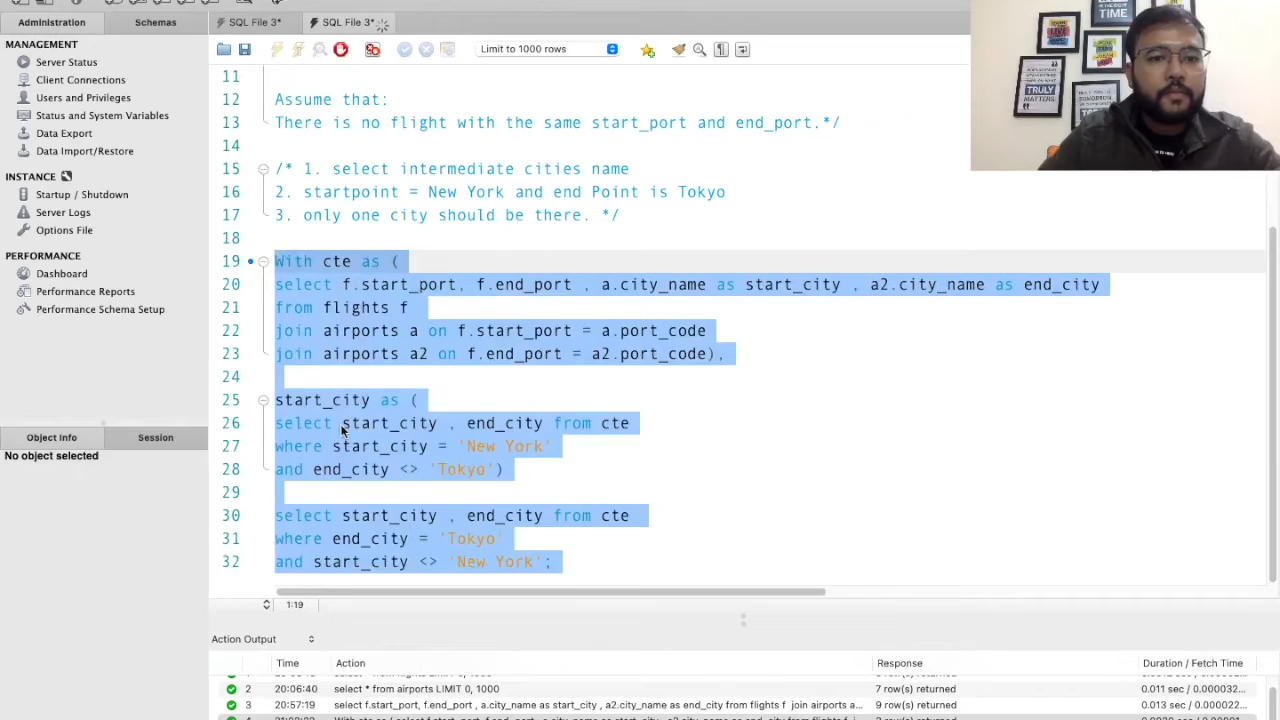 Administration
Schemas
SQL File 3*
SQL File 3*
MANAGEMENT
Server Status
Client Connections
Users and Privileges
Status and System Variables
Data Export
Data Import/Restore
INSTANCE
Startup / Shutdown
Server Logs
Options File
PERFORMANCE
Dashboard
Performance Reports
Performance Schema Setup
Object Info
Session
No object selected
Limit to 1000 rows
11
12 Assume that:
13 There is no flight with the same start_port and end_port.*/
14
15 /* 1. select intermediate cities name
16 2. startpoint = New York and end Point is Tokyo
17 3. only one city should be there. */
18
19 With cte as (
20 select f.start_port, f.end_port , a.city_name as start_city , a2.city_name as end_city
21 from flights f
22 join airports a on f.start_port = a.port_code
23 join airports a2 on f.end_port = a2.port_code),
24
25 start_city as (
26 select start_city , end_city from cte
27 where start_city = 'New York'
28 and end_city <> 'Tokyo')
29
30 select start_city , end_city from cte
31 where end_city = 'Tokyo'
32 and start_city <> 'New York';
1:19
Action Output
Time Action Response Duration / Fetch Time
2 20:06:40 select * from airports LIMIT 0, 1000 7 row(s) returned 0.011 sec / 0.000032...
3 20:57:19 select f.start_port, f.end_port , a.city_name as start_city , a2.city_name as end_city from flights f join airports a... 9 row(s) returned 0.0021 sec / 0.00001...
TIME
TRULY
MATTERS